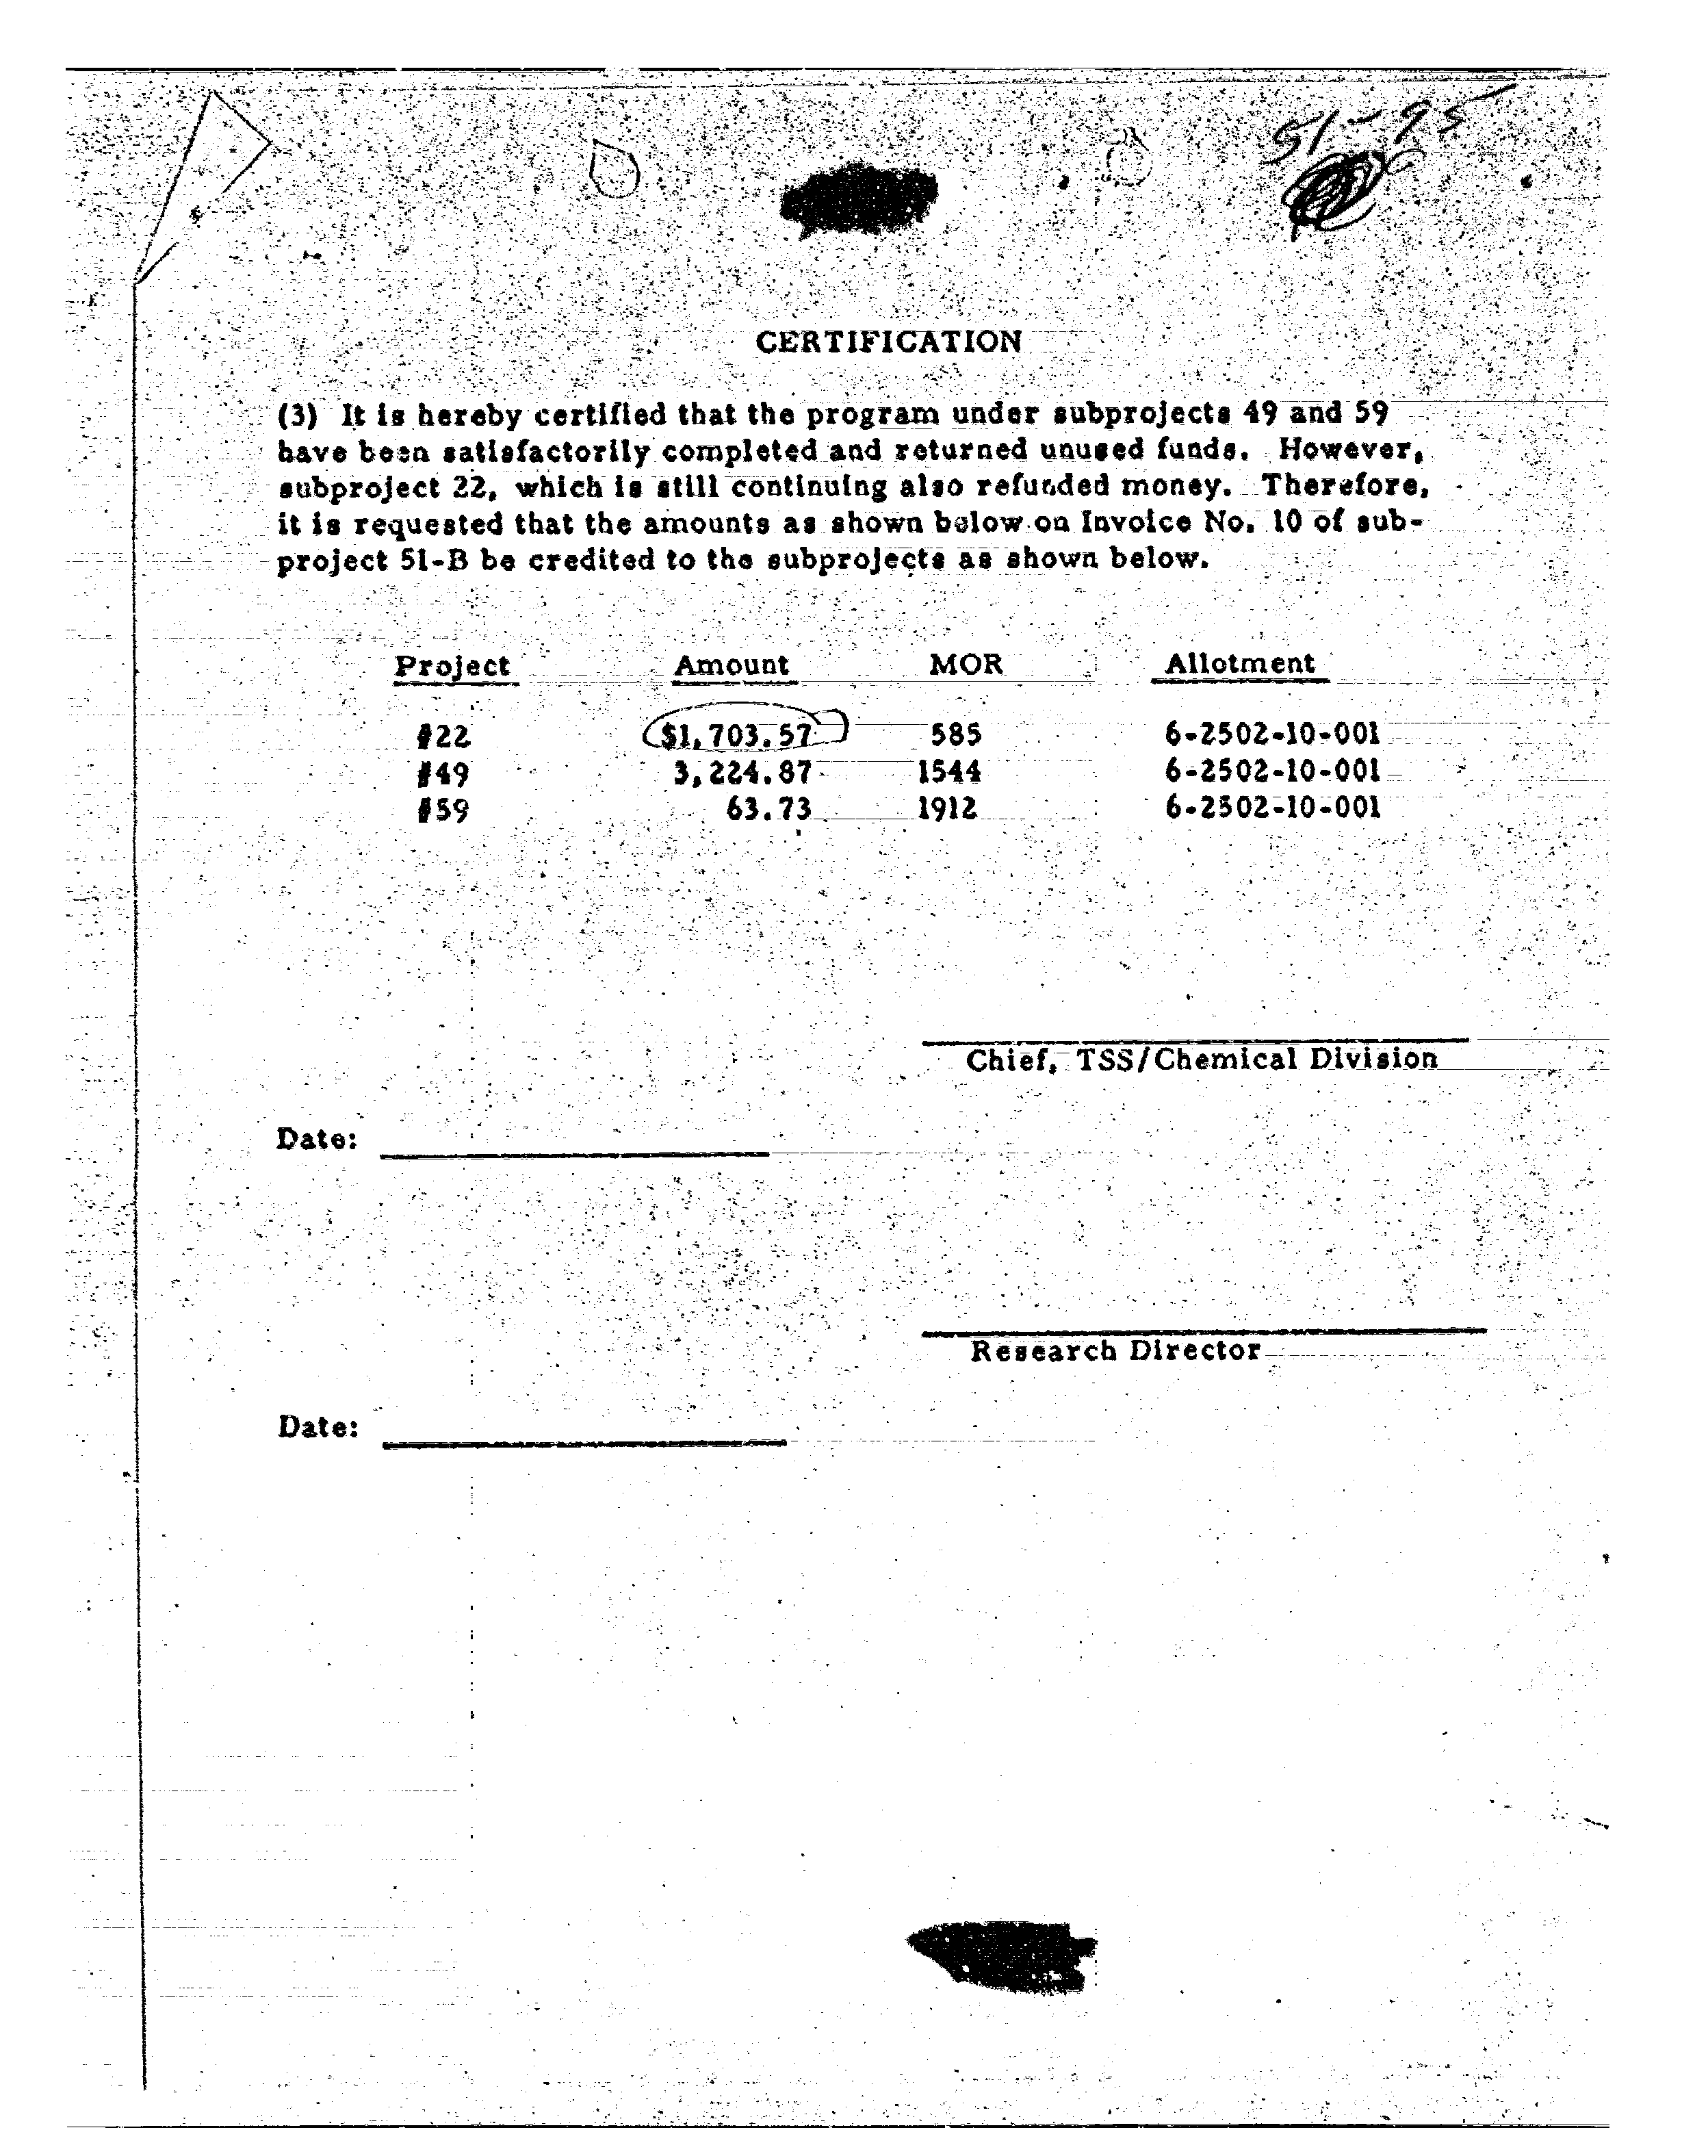 51-95
CERTIFICATION
(3) It is hereby certified that the program under subprojects 49 and 59
have been satisfactorily completed and returned unused funds. However,
subproject 22, which is still continuing also refunded money. Therefore,
it is requested that the amounts as shown below on Invoice No. 10 of sub-
project 51-B be credited to the subprojects as shown below.
Project Amount MOR Allotment
#22 $1,703.57 585 6-2502-10-001
#49 3,224.87 1544 6-2502-10-001
#59 63.73 1912 6-2502-10-001
Chief, TSS/Chemical Division
Date:
Research Director
Date: